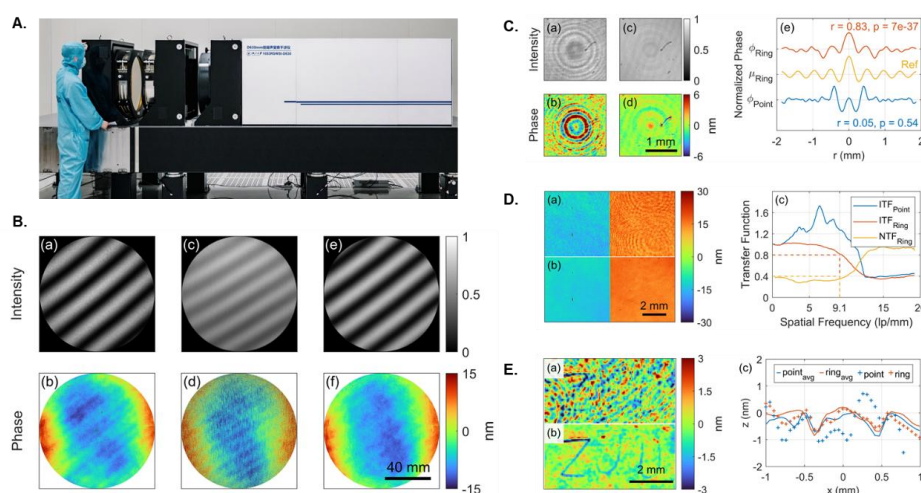 A.
B.
(a)
(c)
(e)
Intensity
1
0.5
0
(b)
(d)
(f)
Phase
40 mm
15
0
-15
nm
C.
(a)
(c)
Intensity
1
0.5
0
(b)
(d)
Phase
1 mm
6
0
-6
nm
(e)
r = 0.83, p = 7e-37
Ref
r = 0.05, p = 0.54
Normalized Phase
ϕRing
μRing
ϕPoint
-2
-1
0
1
2
r (mm)
D.
(a)
(b)
2 mm
30
15
0
-15
-30
nm
(c)
ITFPoint
ITFRing
NTFRing
Transfer Function
1.6
1.2
0.8
0.4
0
0
5
9.1
15
20
Spatial Frequency (lp/mm)
E.
(a)
(b)
2 mm
3
1.5
0
-1.5
-3
nm
(c)
pointavg
ringavg
point
ring
z (nm)
2
1
0
-1
-2
-1
-0.5
0
0.5
1
x (mm)